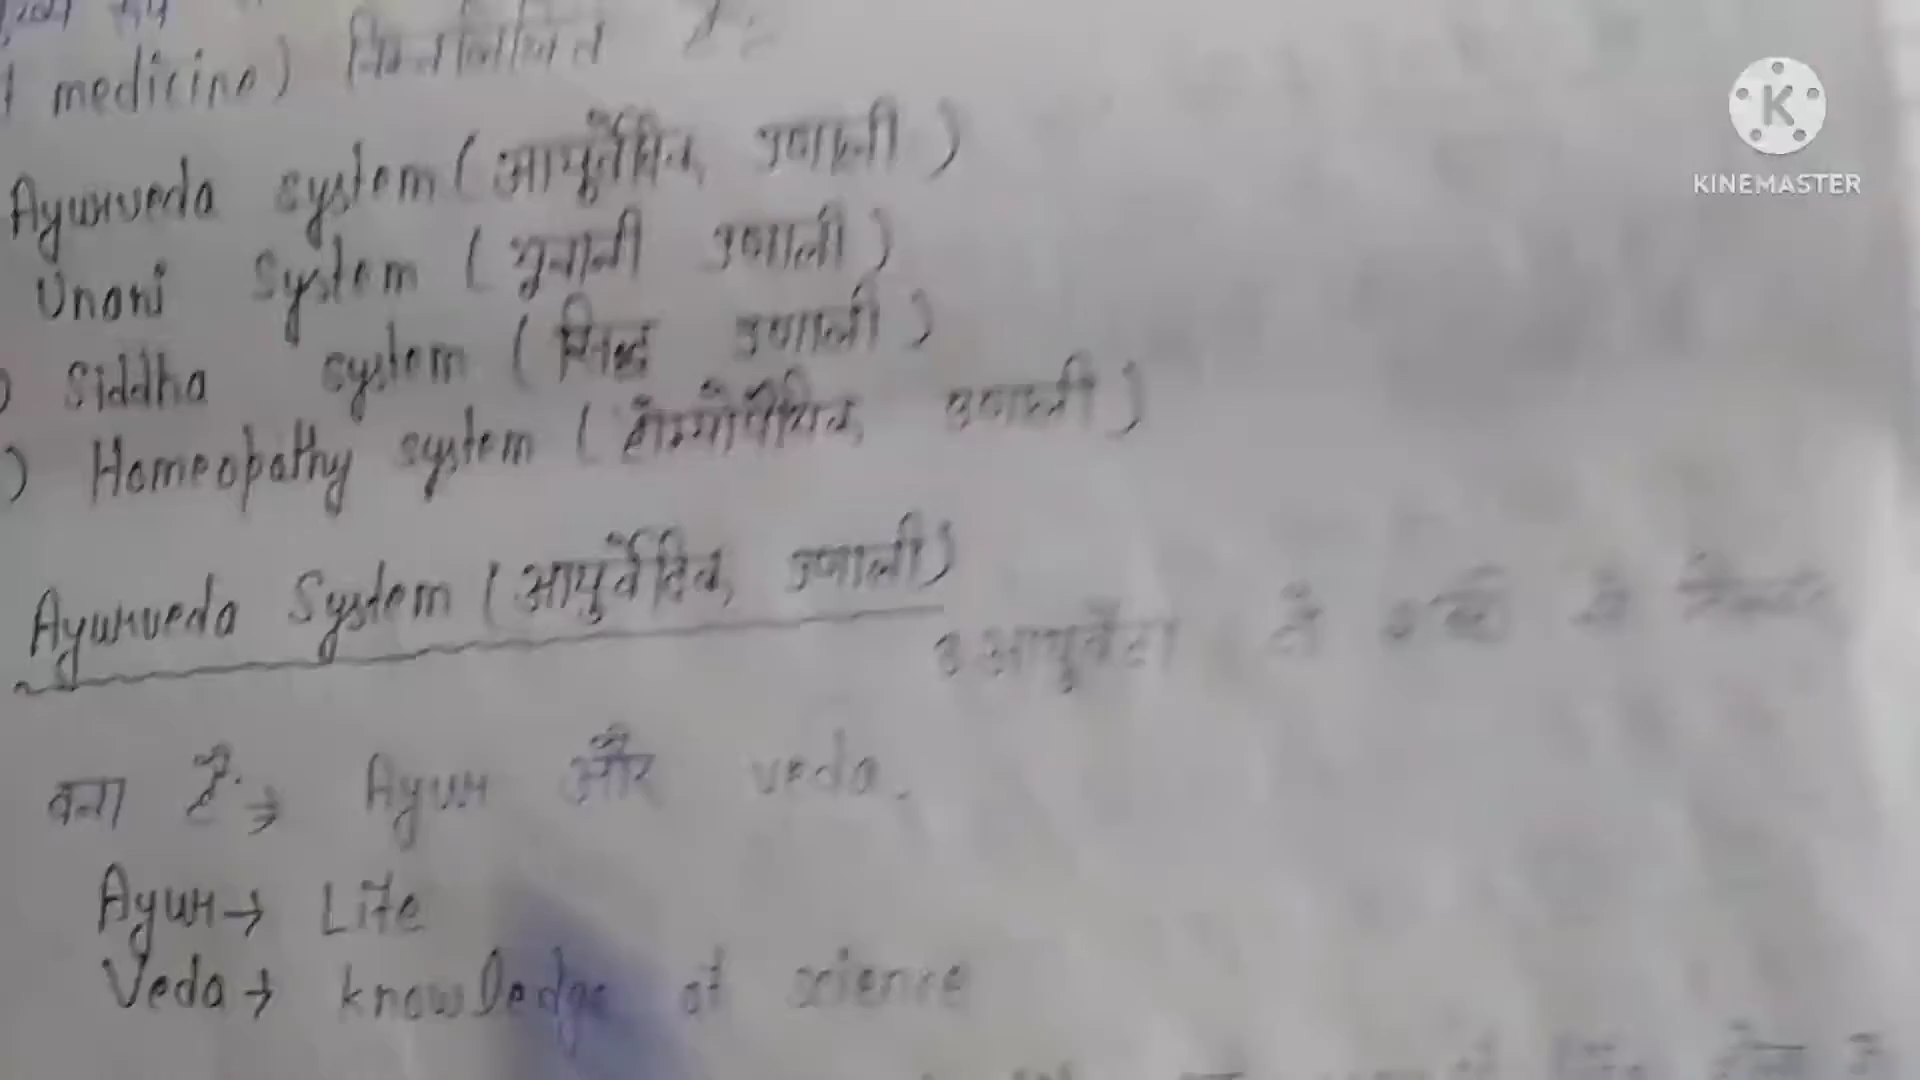 medicine) निम्नलिखित है
Ayurveda system (आयुर्वेदिक प्रणाली)
Unani System (यूनानी प्रणाली)
Siddha system (सिद्ध प्रणाली)
) Homeopathy system (होम्योपैथिक प्रणाली)
Ayurveda System (आयुर्वेदिक प्रणाली)
आयुर्वेदा
बना है → Ayur और veda.
Ayur → Life
Veda → knowledge of science
K
KINEMASTER